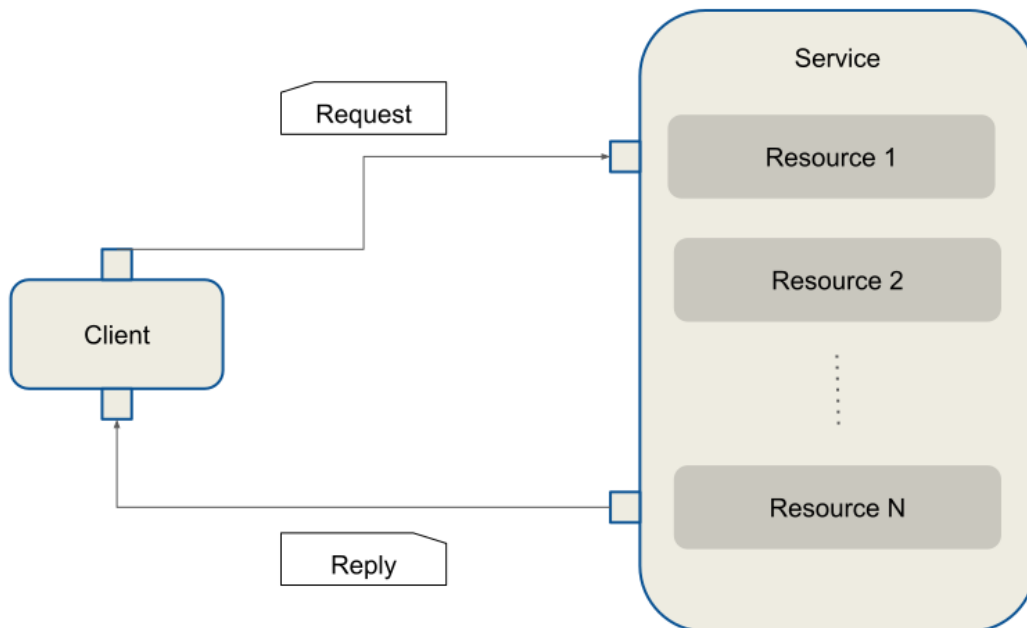 Service
Request
Resource 1
Resource 2
Client
Resource N
Reply